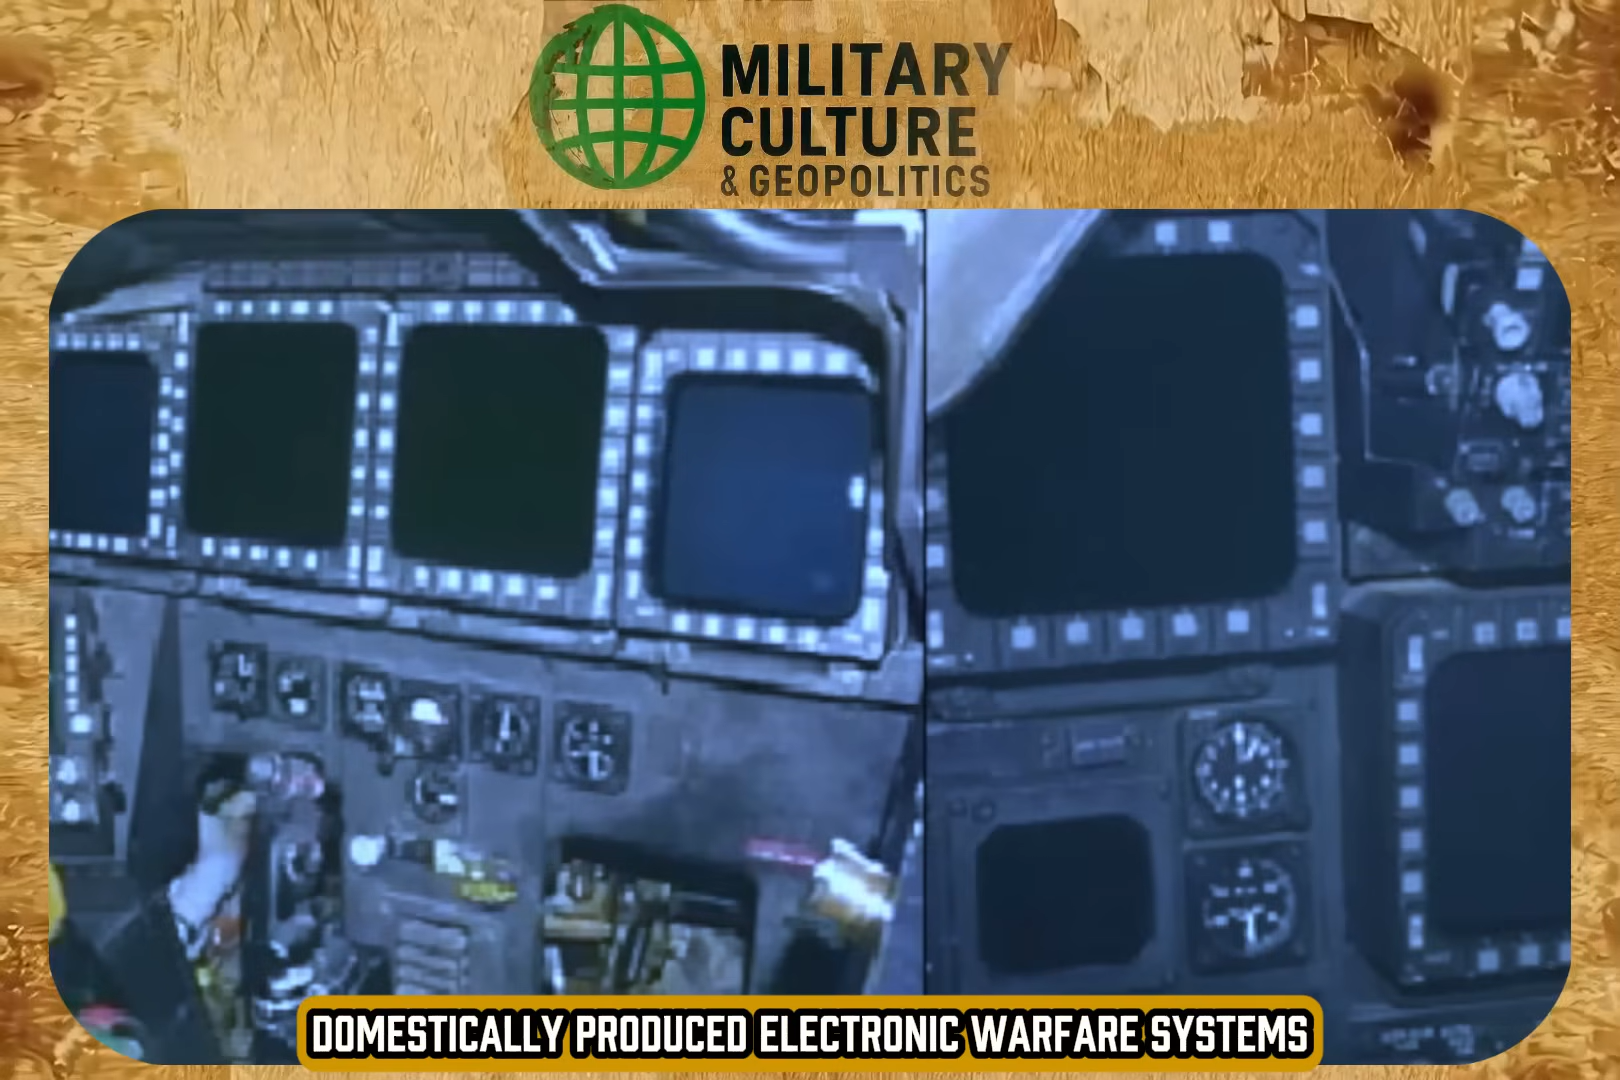 MILITARY
CULTURE
& GEOPOLITICS
DOMESTICALLY PRODUCED ELECTRONIC WARFARE SYSTEMS